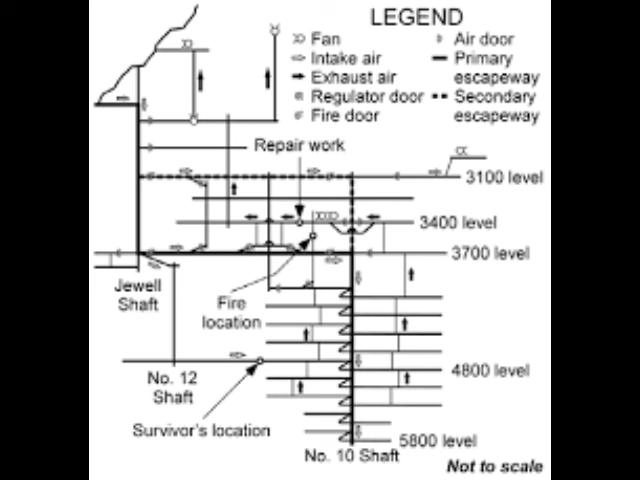 LEGEND
Fan
Air door
Intake air
Primary
Exhaust air
escapeway
Regulator door
Secondary
Fire door
escapeway
Repair work
3100 level
3400 level
3700 level
Jewell
Shaft
Fire
location
4800 level
No. 12
Shaft
Survivor's location
5800 level
No. 10 Shaft
Not to scale